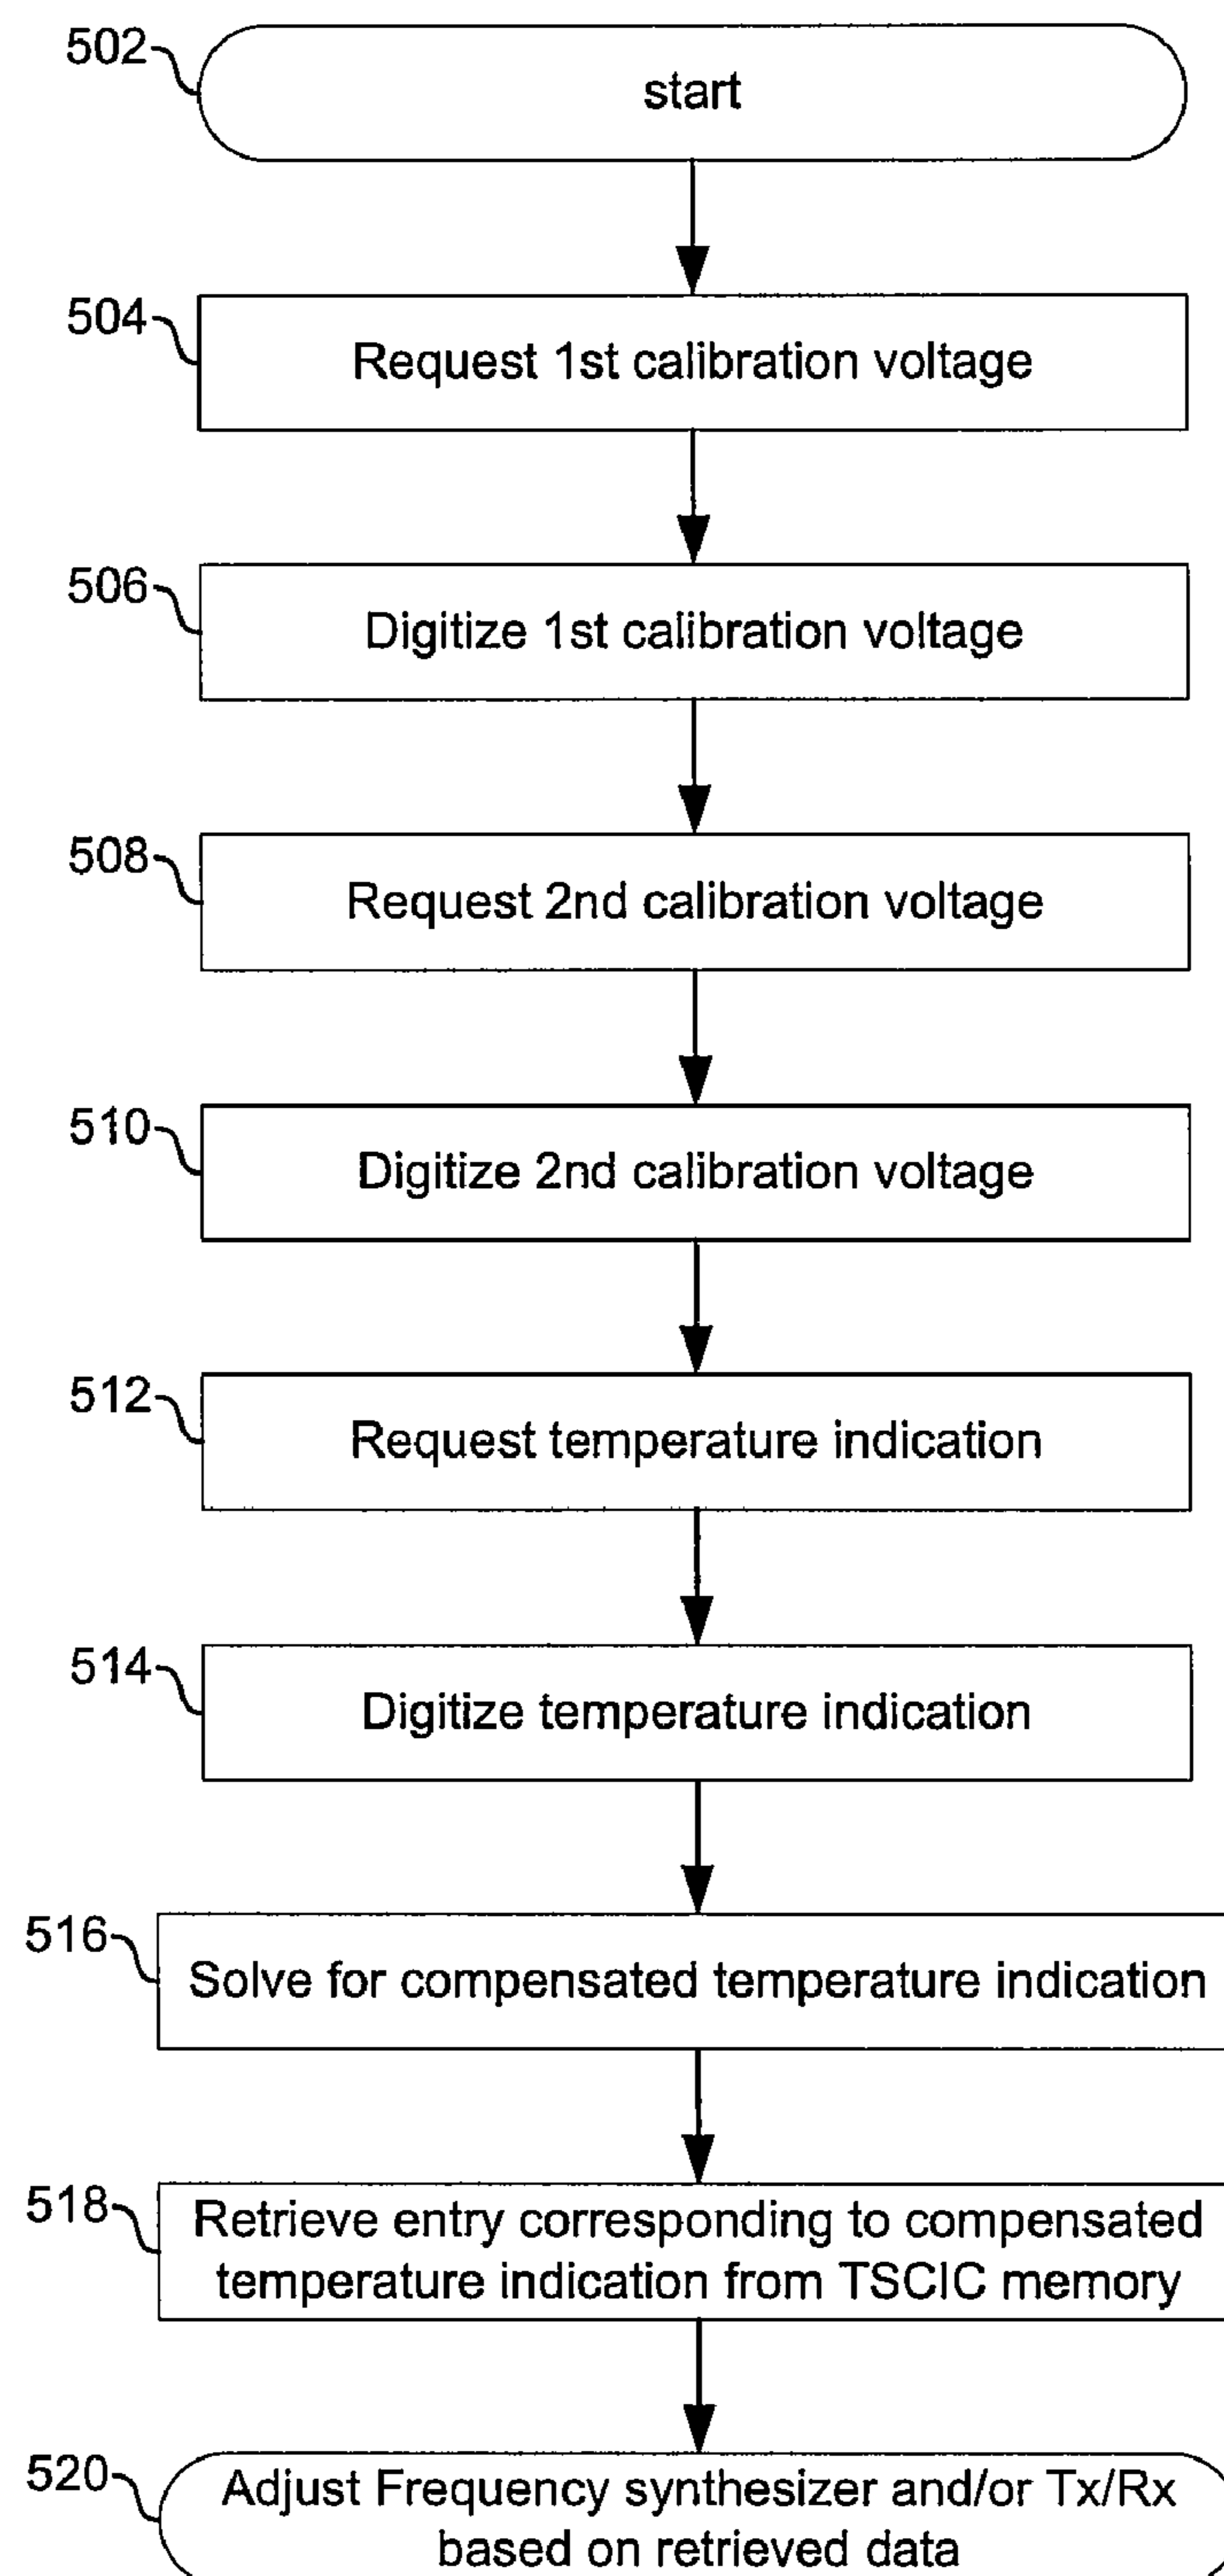 502
start
504
Request 1st calibration voltage
506
Digitize 1st calibration voltage
508
Request 2nd calibration voltage
510
Digitize 2nd calibration voltage
512
Request temperature indication
514
Digitize temperature indication
516
Solve for compensated temperature indication
518
Retrieve entry corresponding to compensated
temperature indication from TSCIC memory
520
Adjust Frequency synthesizer and/or Tx/Rx
based on retrieved data